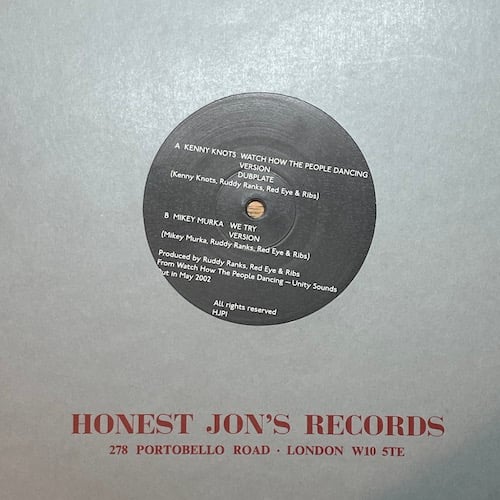 A KENNY KNOTS WATCH HOW THE PEOPLE DANCING
VERSION
DUBPLATE
(Kenny Knots, Ruddy Ranks, Red Eye & Ribs)
B MIKEY MURKA WE TRY
VERSION
(Mikey Murka, Ruddy Ranks, Red Eye & Ribs)
Produced by Ruddy Ranks, Red Eye & Ribs
From Watch How The People Dancing — Unity Sounds
out in May 2002
All rights reserved
HJP1
HONEST JON'S RECORDS
278 PORTOBELLO ROAD · LONDON W10 5TE